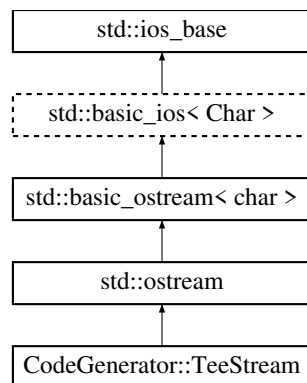 std::ios_base
std::basic_ios< Char >
std::basic_ostream< char >
std::ostream
CodeGenerator::TeeStream